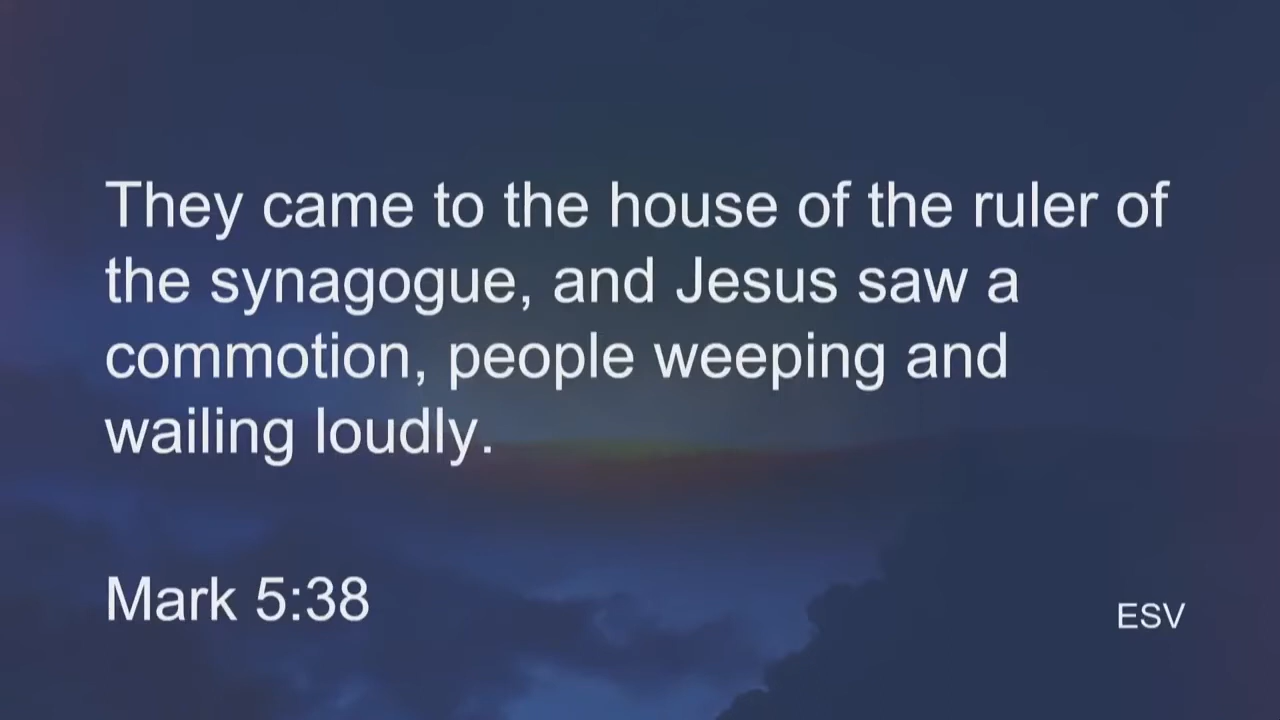 They came to the house of the ruler of
the synagogue, and Jesus saw a
commotion, people weeping and
wailing loudly.
Mark 5:38
ESV